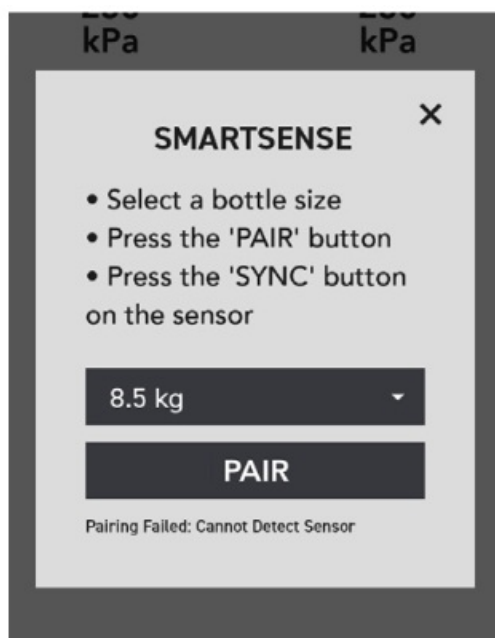 kPa kPa
SMARTSENSE
• Select a bottle size
• Press the 'PAIR' button
• Press the 'SYNC' button
on the sensor
8.5 kg
PAIR
Pairing Failed: Cannot Detect Sensor